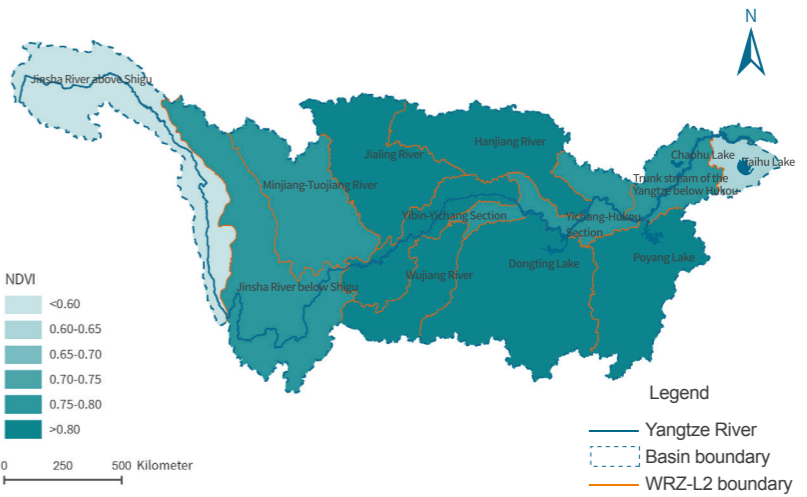 N
Jinsha River above Shigu
Hanjiang River
Jialing River
Chaohu Lake
Taihu Lake
Minjiang-Tuojiang River
Trunk stream of the
Yangtze below Hukou
Yibin-Yichang Section
Yichang-Hukou
Section
Wujiang River
Dongting Lake
Poyang Lake
Jinsha River below Shigu
NDVI
<0.60
0.60-0.65
0.65-0.70
0.70-0.75
0.75-0.80
>0.80
0 250 500 Kilometer
Legend
Yangtze River
Basin boundary
WRZ-L2 boundary